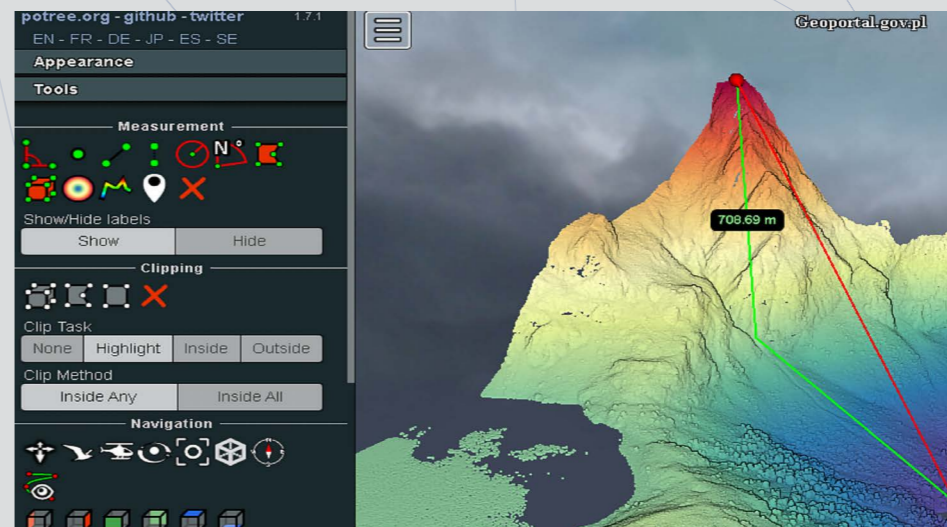 potree.org - github - twitter 1.7.1
EN - FR - DE - JP - ES - SE
Appearance
Tools
Measurement
N°
Show/Hide labels
Show Hide
Clipping
Clip Task
None Highlight Inside Outside
Clip Method
Inside Any Inside All
Navigation
Geoportal.gov.pl
708.69 m